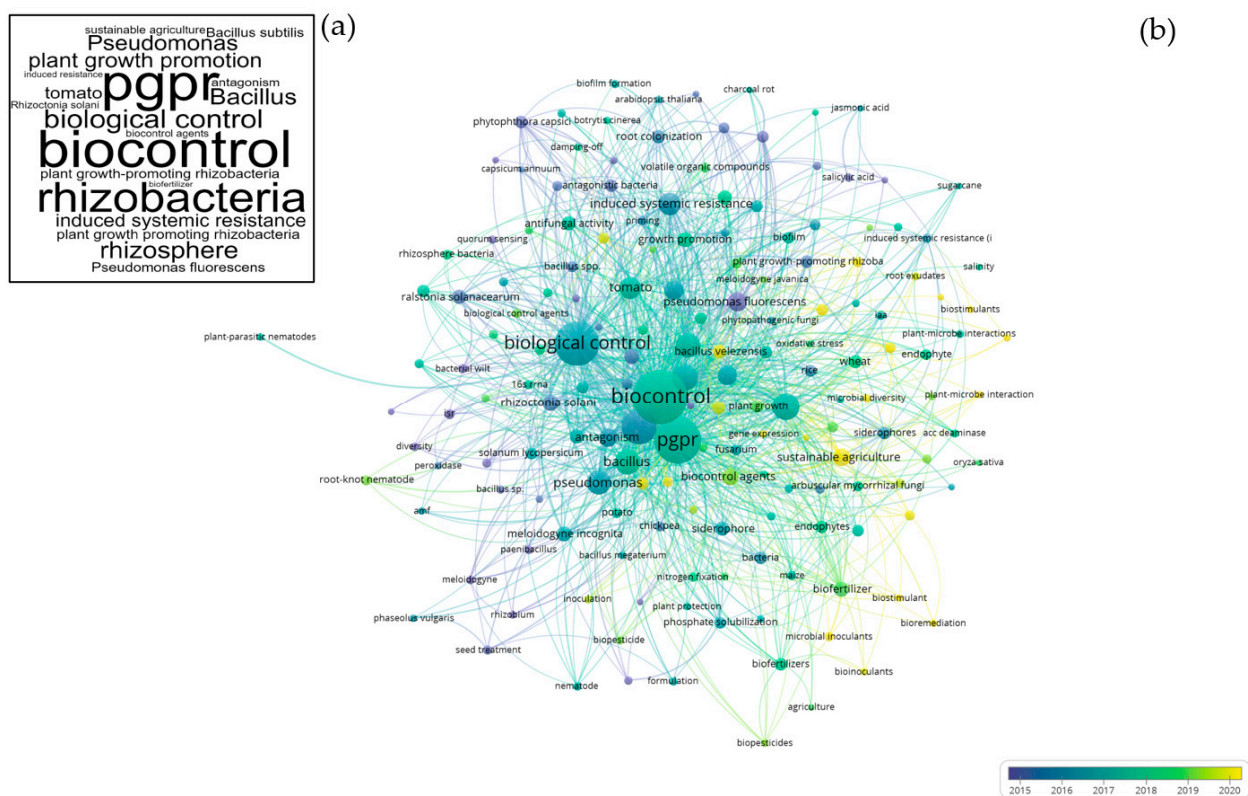 (a)
(b)
sustainable agriculture Bacillus subtilis
Pseudomonas
plant growth promotion
induced resistance
pgpr
antagonism
tomato
Bacillus
Rhizoctonia solani
biological control
biocontrol agents
biocontrol
plant growth-promoting rhizobacteria
biofertilizer
rhizobacteria
induced systemic resistance
plant growth promoting rhizobacteria
rhizosphere
Pseudomonas fluorescens
biofilm formation
charcoal rot
arabidopsis thaliana
jasmonic acid
phytophthora capsici
botrytis cinerea
root colonization
damping-off
volatile organic compounds
capsicum annuum
antagonistic bacteria
salicylic acid
sugarcane
induced systemic resistance
priming
antifungal activity
quorum sensing
growth promotion
biofilm
induced systemic resistance (i
rhizosphere bacteria
bacillus spp.
plant growth-promoting rhizoba
salinity
meloidogyne javanica
root exudates
tomato
ralstonia solanacearum
pseudomonas fluorescens
biostimulants
biological control agents
phytopathogenic fungi
iaa
plant-parasitic nematodes
plant-microbe interactions
biological control
bacillus velezensis
oxidative stress
wheat
endophyte
bacterial wilt
rice
16s rrna
biocontrol
plant-microbe interaction
rhizoctonia solani
plant growth
microbial diversity
isr
gene expression
siderophores
acc deaminase
antagonism
pgpr
diversity
solanum lycopersicum
fusarium
sustainable agriculture
peroxidase
bacillus
oryza sativa
root-knot nematode
biocontrol agents
pseudomonas
arbuscular mycorrhizal fungi
bacillus sp.
amf
potato
chickpea
siderophore
endophytes
meloidogyne incognita
paenibacillus
bacillus megaterium
bacteria
meloidogyne
nitrogen fixation
maize
biofertilizer
inoculation
biostimulant
plant protection
phaseolus vulgaris
rhizobium
phosphate solubilization
bioremediation
biopesticide
microbial inoculants
seed treatment
biofertilizers
bioinoculants
nematode
formulation
agriculture
biopesticides
2015 2016 2017 2018 2019 2020